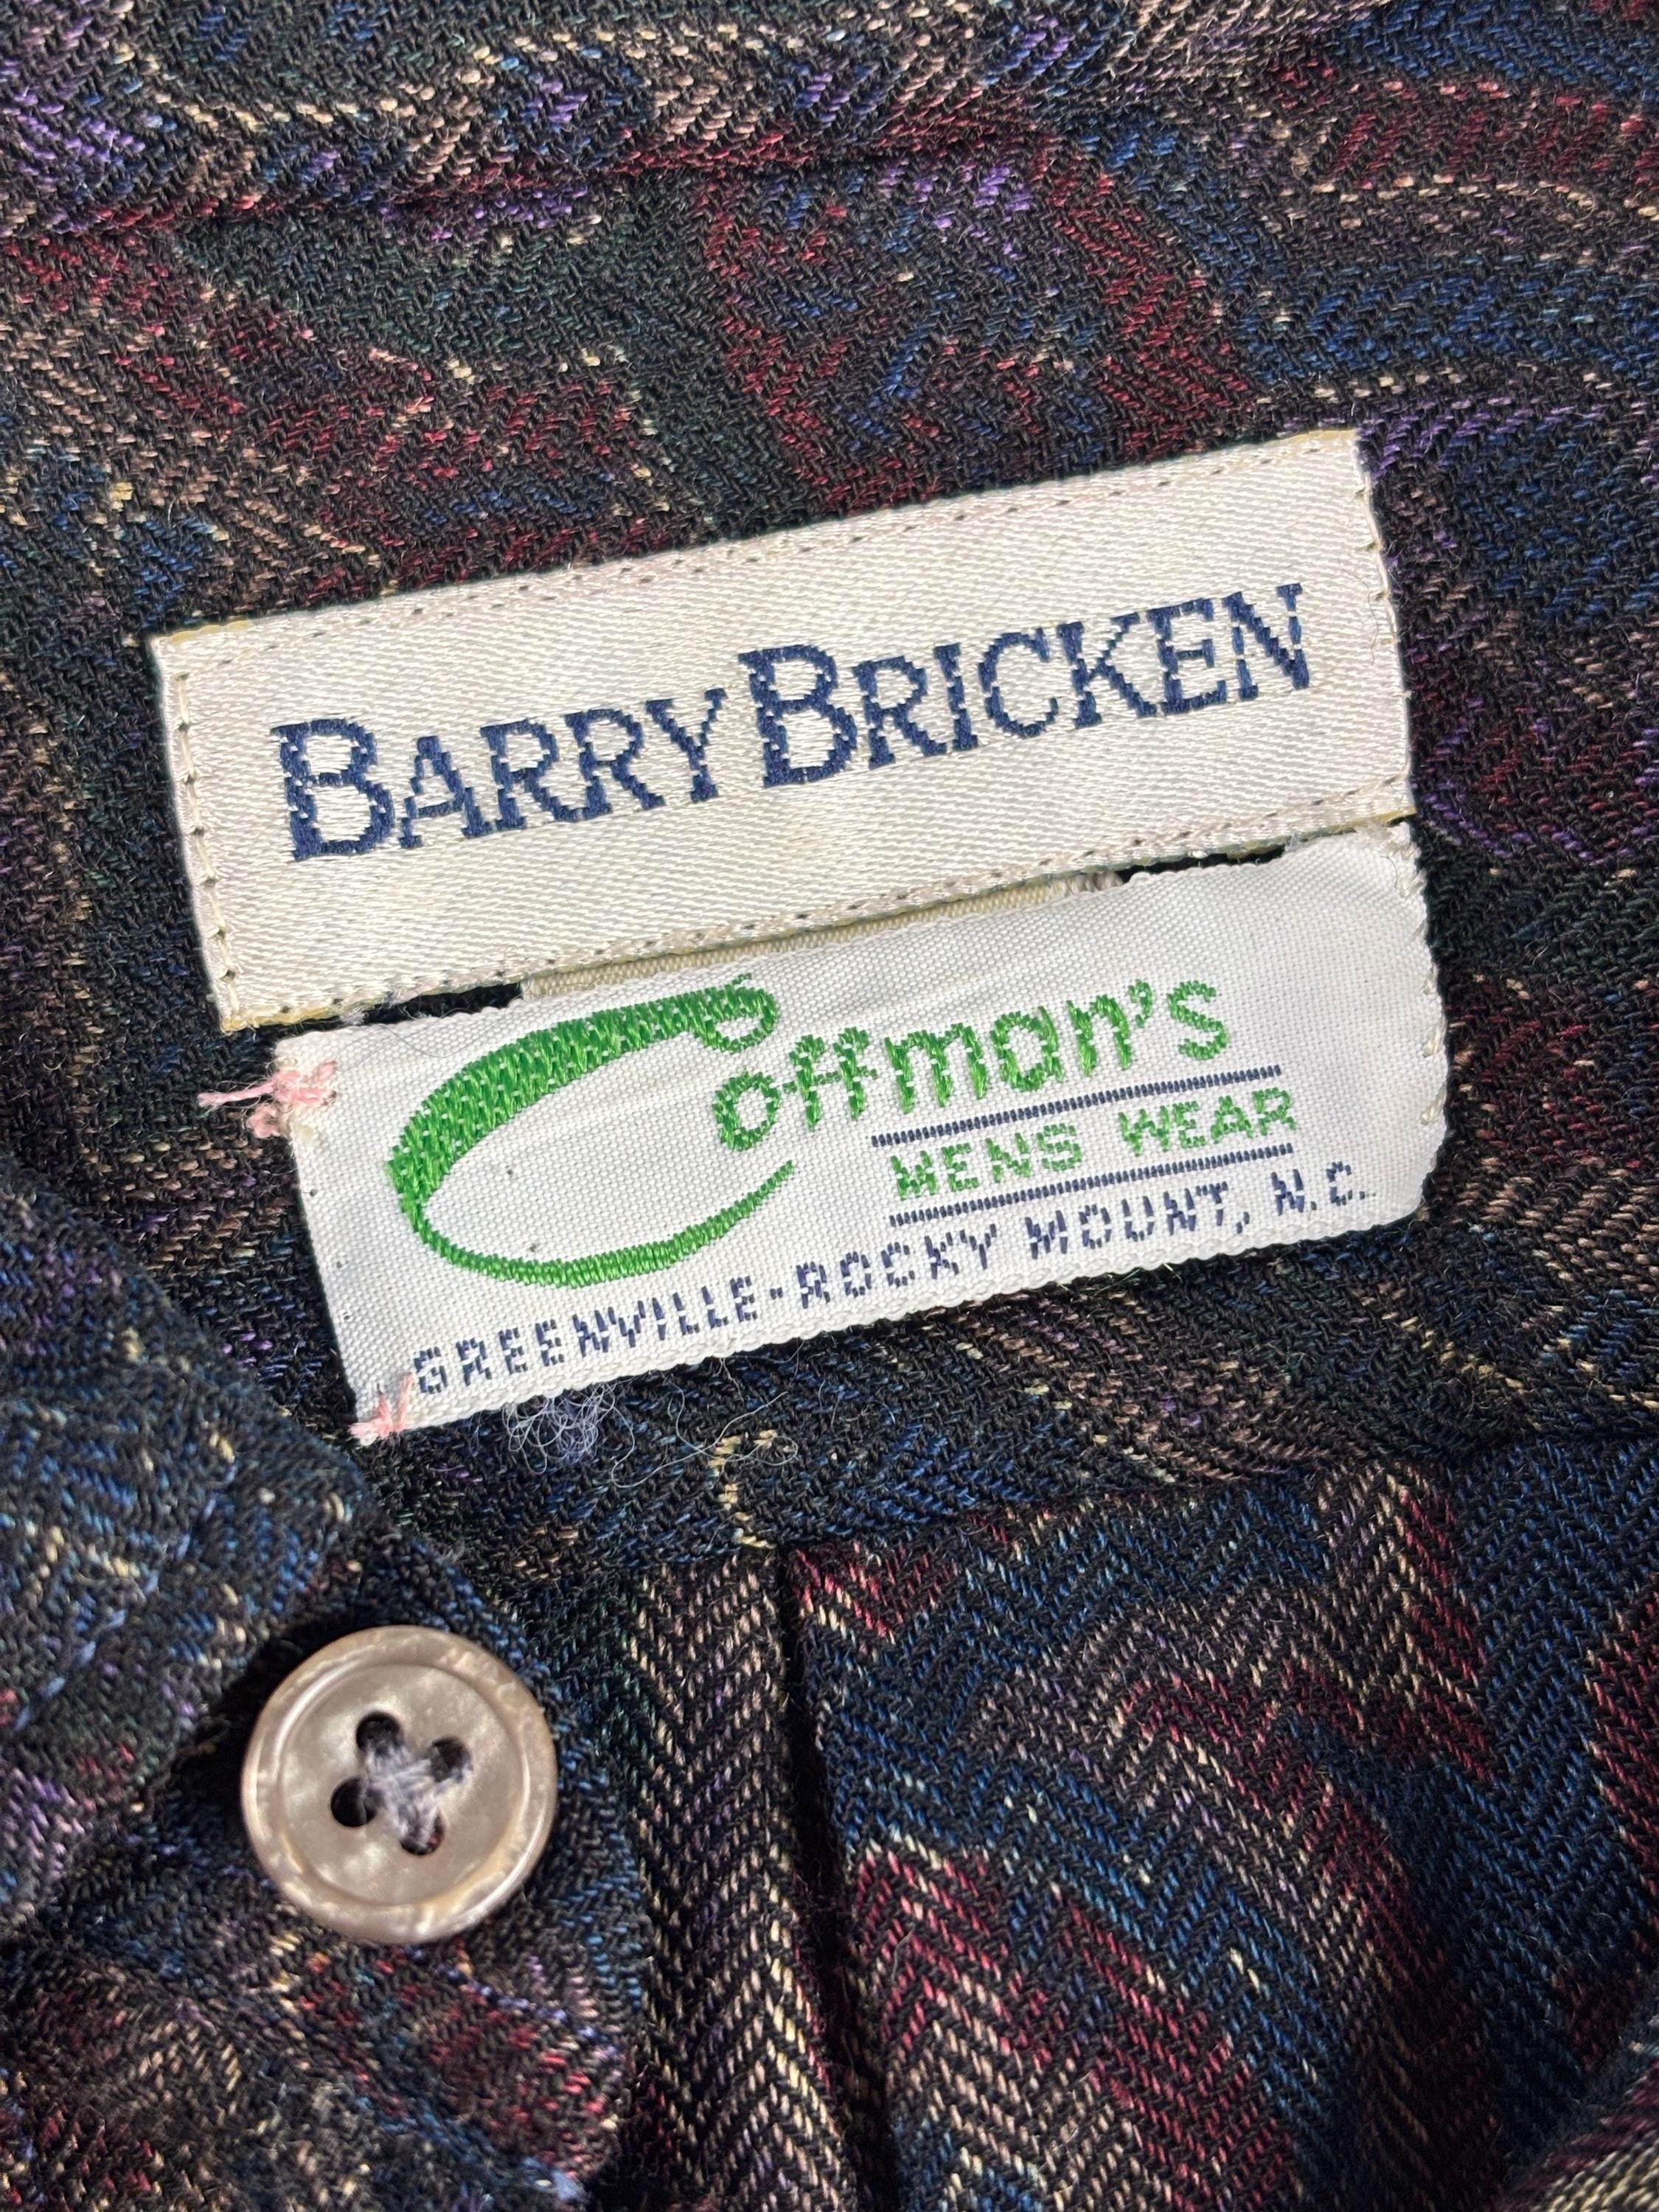 BARRY BRICKEN
Coffman's
MENS WEAR
GREENVILLE-ROCKY MOUNT, N.C.